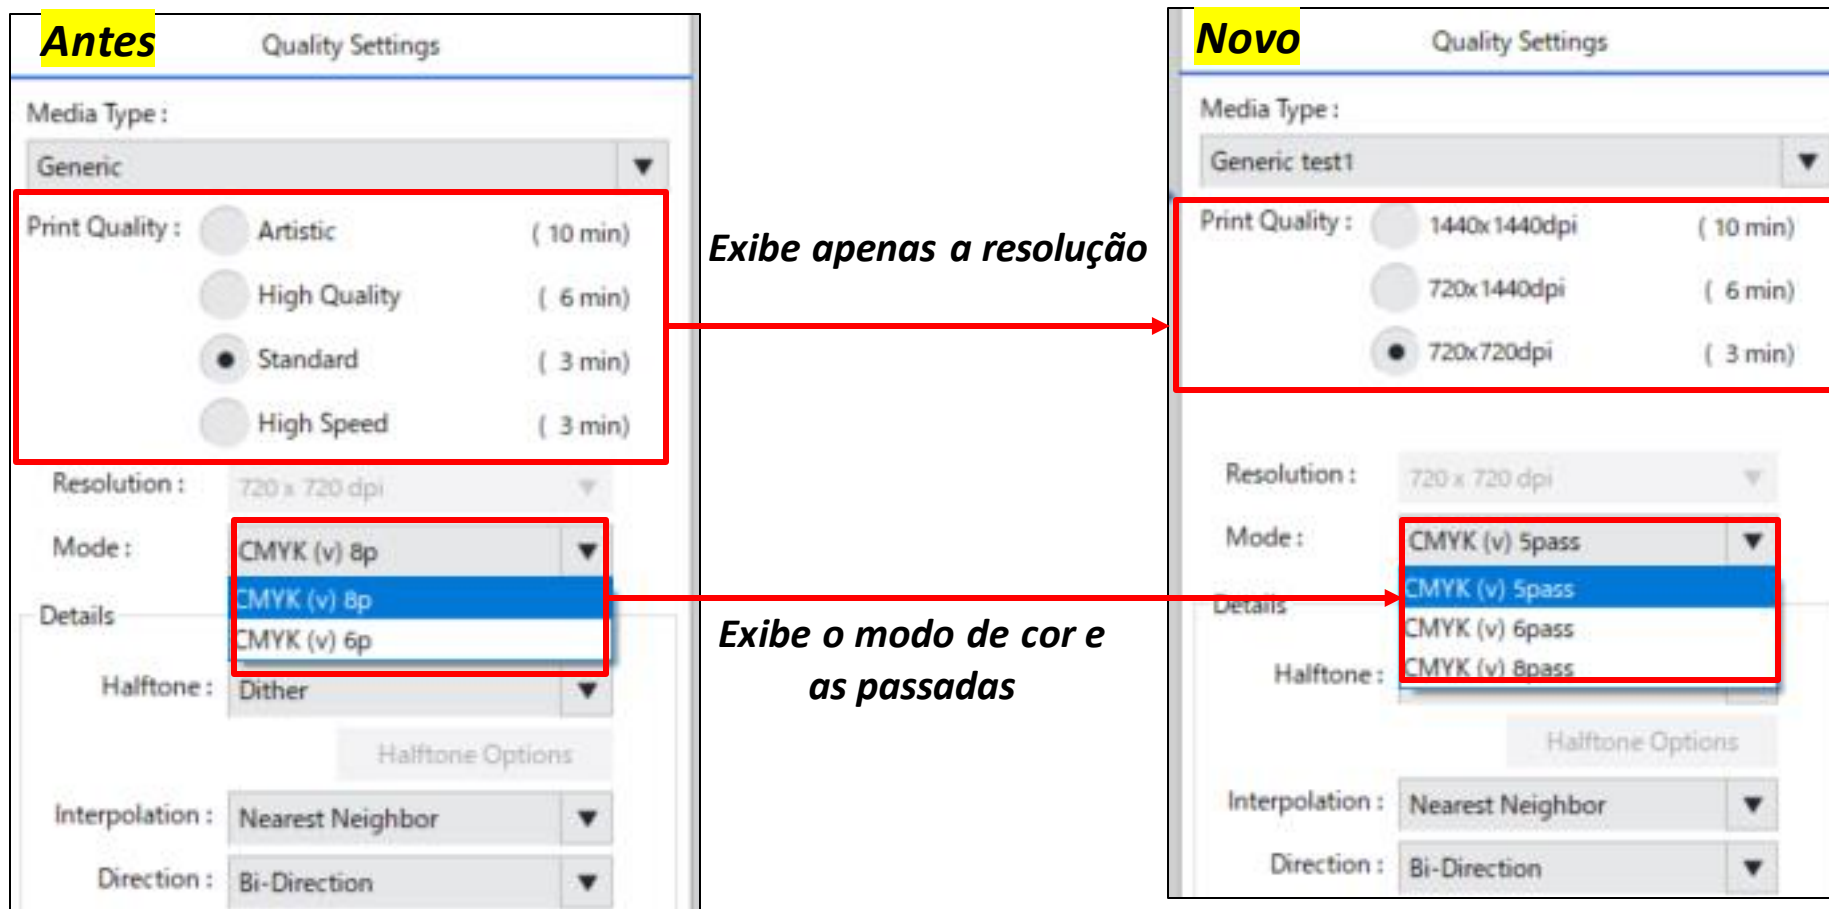 Antes
Quality Settings
Media Type :
Generic
Print Quality :
Artistic ( 10 min)
High Quality ( 6 min)
Standard ( 3 min)
High Speed ( 3 min)
Resolution : 720 x 720 dpi
Mode : CMYK (v) 8p
CMYK (v) 8p
CMYK (v) 6p
Details
Halftone : Dither
Halftone Options
Interpolation : Nearest Neighbor
Direction : Bi-Direction
Exibe apenas a resolução
Exibe o modo de cor e
as passadas
Novo
Quality Settings
Media Type :
Generic test1
Print Quality :
1440x1440dpi ( 10 min)
720x1440dpi ( 6 min)
720x720dpi ( 3 min)
Resolution : 720 x 720 dpi
Mode : CMYK (v) 5pass
CMYK (v) 5pass
CMYK (v) 6pass
CMYK (v) 8pass
Details
Halftone :
Halftone Options
Interpolation : Nearest Neighbor
Direction : Bi-Direction